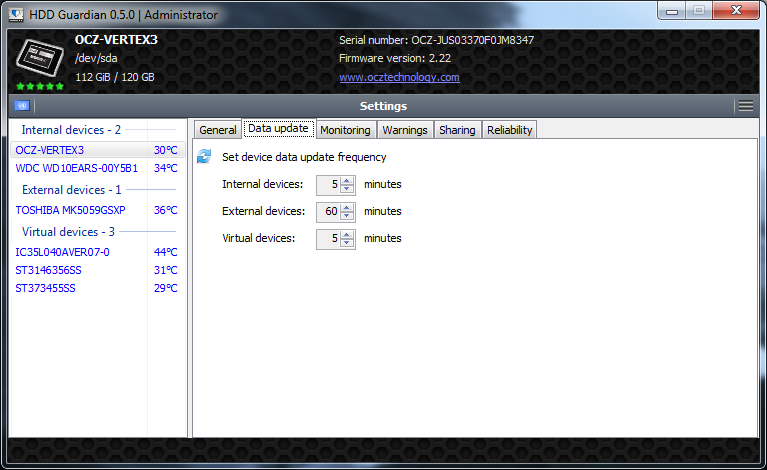 HDD Guardian 0.5.0 | Administrator
OCZ-VERTEX3
/dev/sda
112 GiB / 120 GB
Serial number: OCZ-JUS03370F0JM8347
Firmware version: 2.22
www.ocztechnology.com
Settings
Internal devices - 2
OCZ-VERTEX3 30°C
WDC WD10EARS-00Y5B1 34°C
External devices - 1
TOSHIBA MK5059GSXP 36°C
Virtual devices - 3
IC35L040AVER07-0 44°C
ST3146356SS 31°C
ST373455SS 29°C
General Data update Monitoring Warnings Sharing Reliability
Set device data update frequency
Internal devices: 5 minutes
External devices: 60 minutes
Virtual devices: 5 minutes